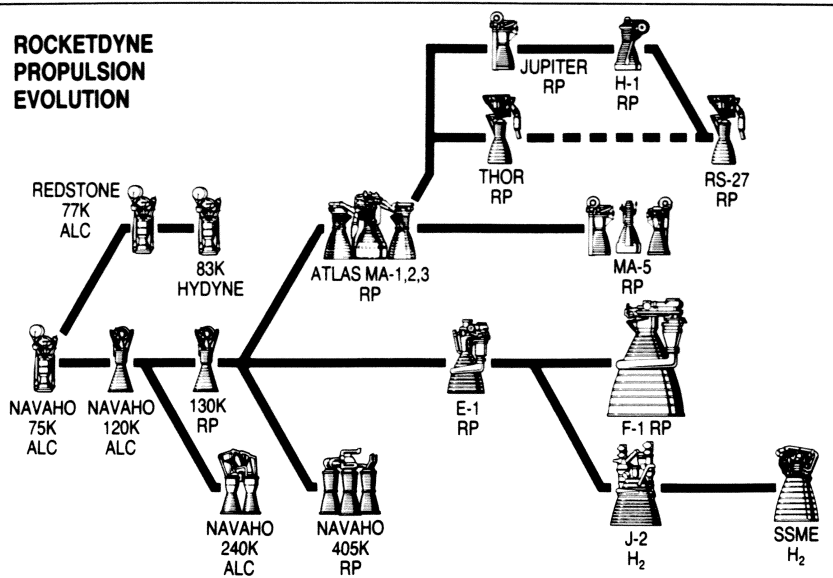 ROCKETDYNE
PROPULSION
EVOLUTION
JUPITER
RP
H-1
RP
THOR
RP
RS-27
RP
REDSTONE
77K
ALC
83K
HYDYNE
ATLAS MA-1,2,3
RP
MA-5
RP
NAVAHO
75K
ALC
NAVAHO
120K
ALC
130K
RP
E-1
RP
F-1 RP
NAVAHO
240K
ALC
NAVAHO
405K
RP
J-2
H₂
SSME
H₂